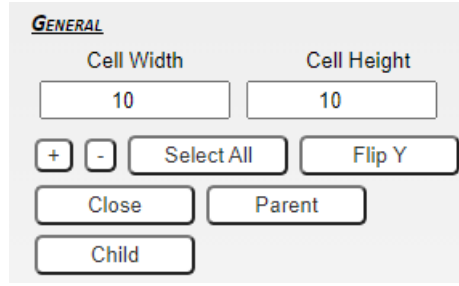 GENERAL
Cell Width Cell Height
10 10
+ - Select All Flip Y
Close Parent
Child